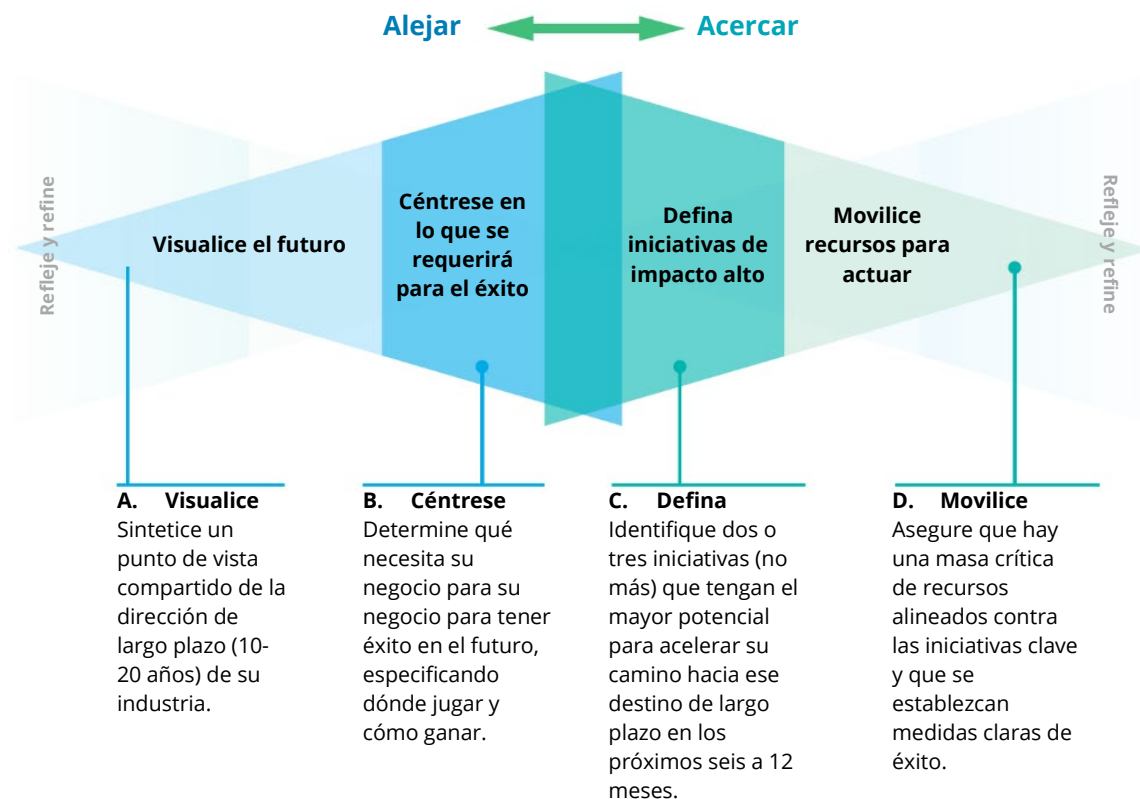 Alejar
Acercar
Refleje y refine
Visualice el futuro
Céntrese en
lo que se
requerirá
para el éxito
Defina
iniciativas de
impacto alto
Movilice
recursos para
actuar
Refleje y refine
A. Visualice
Sintetice un
punto de vista
compartido de la
dirección de
largo plazo (10-
20 años) de su
industria.
B. Céntrese
Determine qué
necesita su
negocio para su
negocio para tener
éxito en el futuro,
especificando
dónde jugar y
cómo ganar.
C. Defina
Identifique dos o
tres iniciativas (no
más) que tengan el
mayor potencial
para acelerar su
camino hacia ese
destino de largo
plazo en los
próximos seis a 12
meses.
D. Movilice
Asegure que hay
una masa crítica
de recursos
alineados contra
las iniciativas clave
y que se
establezcan
medidas claras de
éxito.